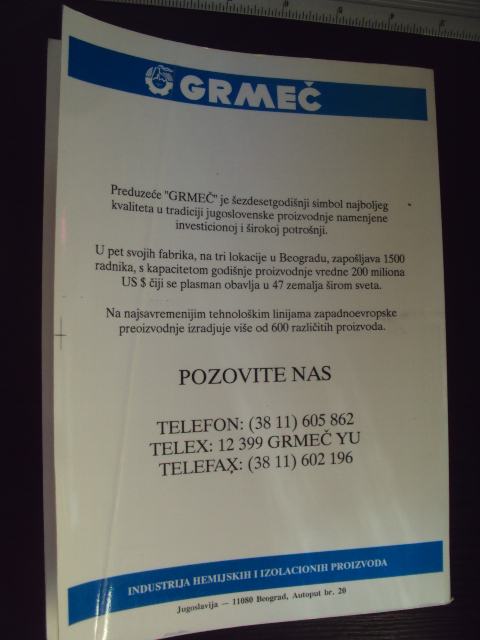 GRMEČ
Preduzeće "GRMEČ" je šezdesetgodišnji simbol najboljeg
kvaliteta u tradiciji jugoslovenske proizvodnje namenjene
investicionoj i širokoj potrošnji.
U pet svojih fabrika, na tri lokacije u Beogradu, zapošljava 1500
radnika, s kapacitetom godišnje proizvodnje vredne 200 miliona
US $ čiji se plasman obavlja u 47 zemalja širom sveta.
Na najsavremenijim tehnološkim linijama zapadnoevropske
preoizvodnje izradjuje više od 600 različitih proizvoda.
POZOVITE NAS
TELEFON: (38 11) 605 862
TELEX: 12 399 GRMEČ YU
TELEFAX: (38 11) 602 196
INDUSTRIJA HEMIJSKIH I IZOLACIONIH PROIZVODA
Jugoslavija — 11080 Beograd, Autoput br. 20